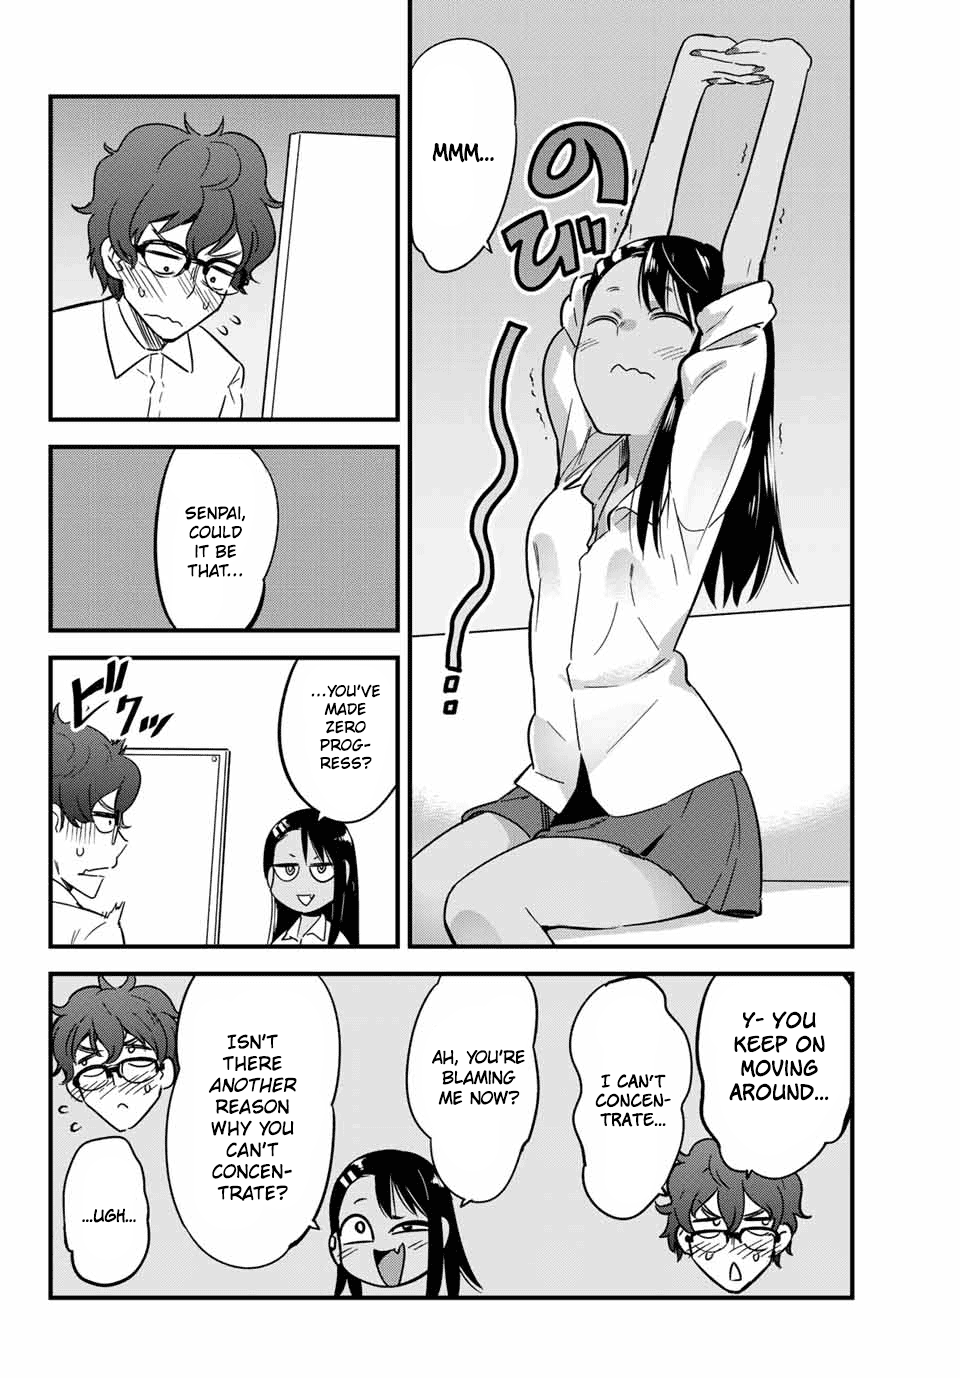 MMM...
のび
び〝
SENPAI,
COULD
IT BE
THAT...
...YOU'VE
MADE
ZERO
PROG-
RESS?
ビクッ
Y- YOU
KEEP ON
MOVING
AROUND...
I CAN'T
CONCEN-
TRATE...
AH, YOU'RE
BLAMING
ME NOW?
ISN'T
THERE
ANOTHER
REASON
WHY YOU
CAN'T
CONCEN-
TRATE?
...UGH...